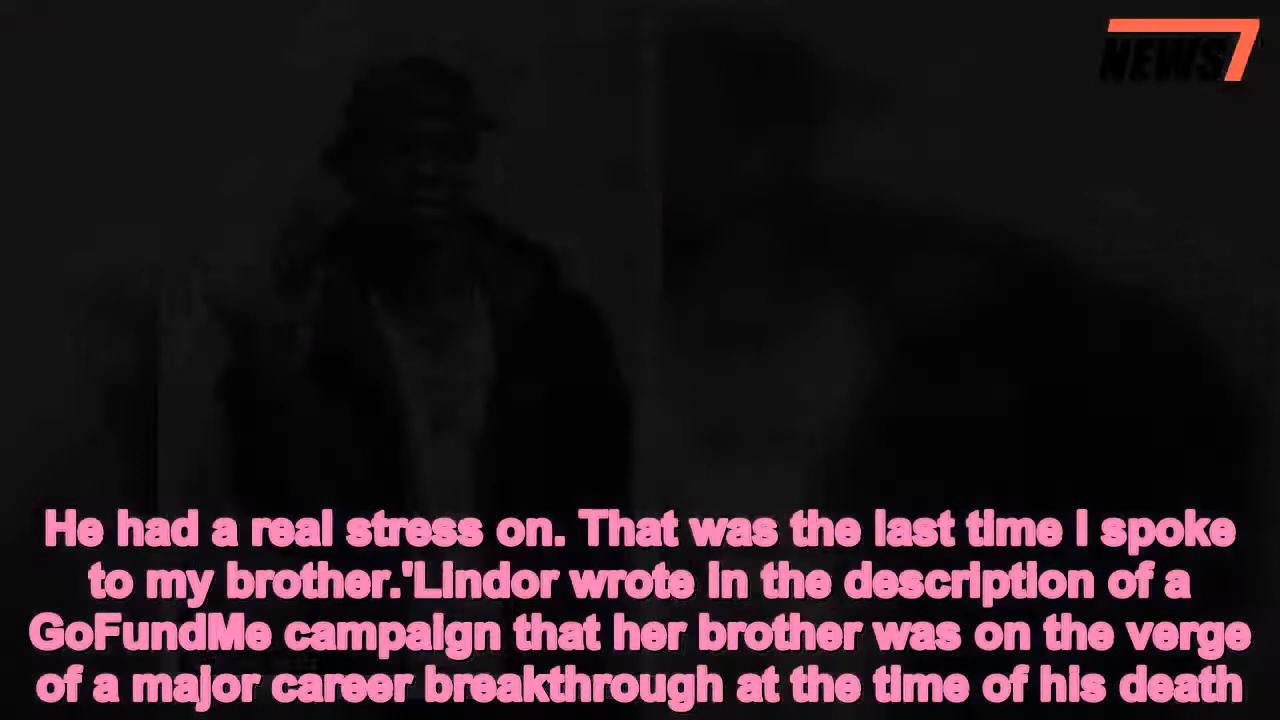 NEWS7
He had a real stress on. That was the last time I spoke
to my brother.'Lindor wrote in the description of a
GoFundMe campaign that her brother was on the verge
of a major career breakthrough at the time of his death